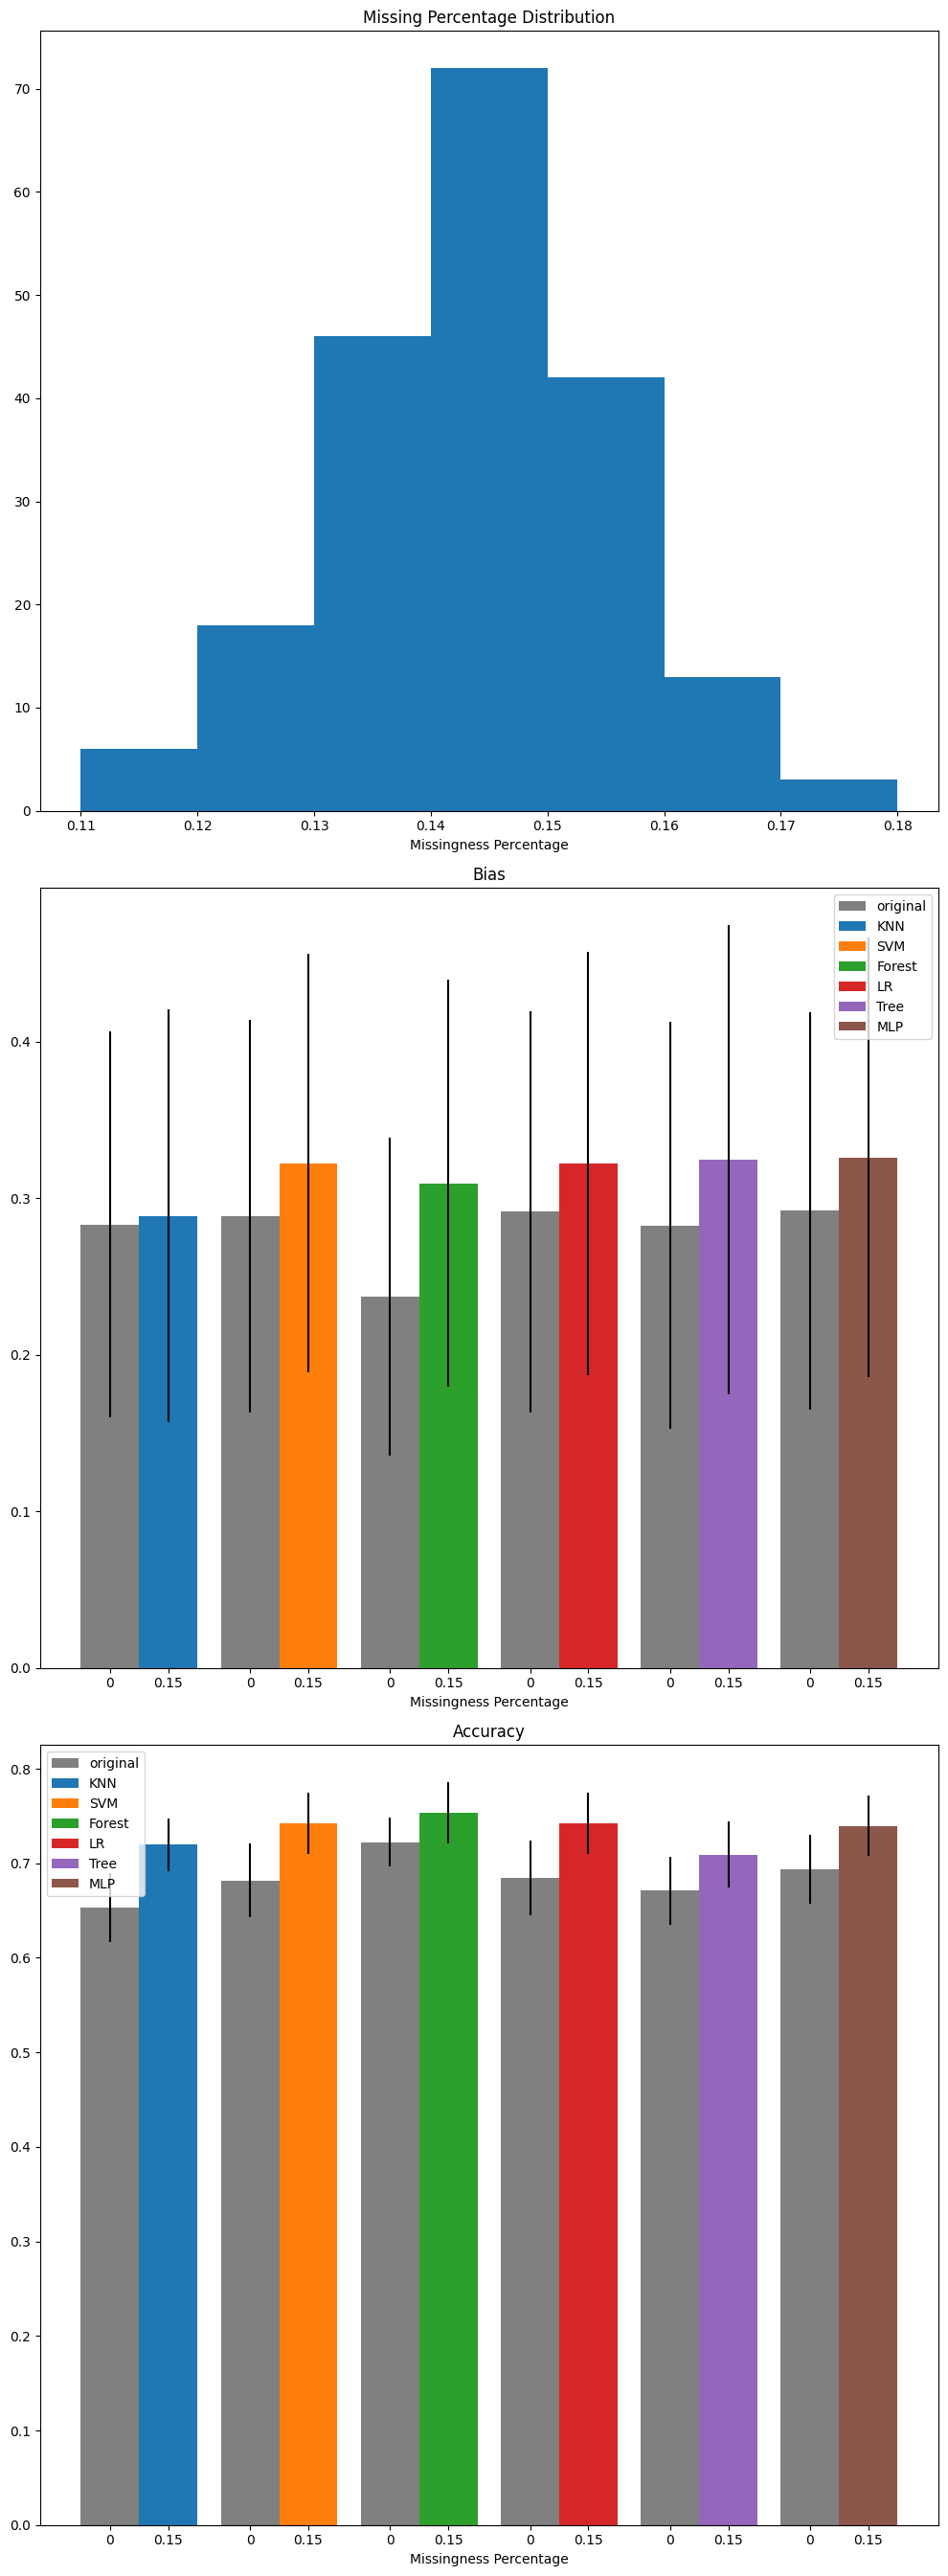 Missing Percentage Distribution
70
60
50
40
30
20
10
0
0.11 0.12 0.13 0.14 0.15 0.16 0.17 0.18
Missingness Percentage
Bias
original
KNN
SVM
Forest
LR
Tree
MLP
0.4
0.3
0.2
0.1
0.0
0 0.15 0 0.15 0 0.15 0 0.15 0 0.15 0 0.15
Missingness Percentage
Accuracy
original
KNN
SVM
Forest
LR
Tree
MLP
0.8
0.7
0.6
0.5
0.4
0.3
0.2
0.1
0.0
0 0.15 0 0.15 0 0.15 0 0.15 0 0.15 0 0.15
Missingness Percentage